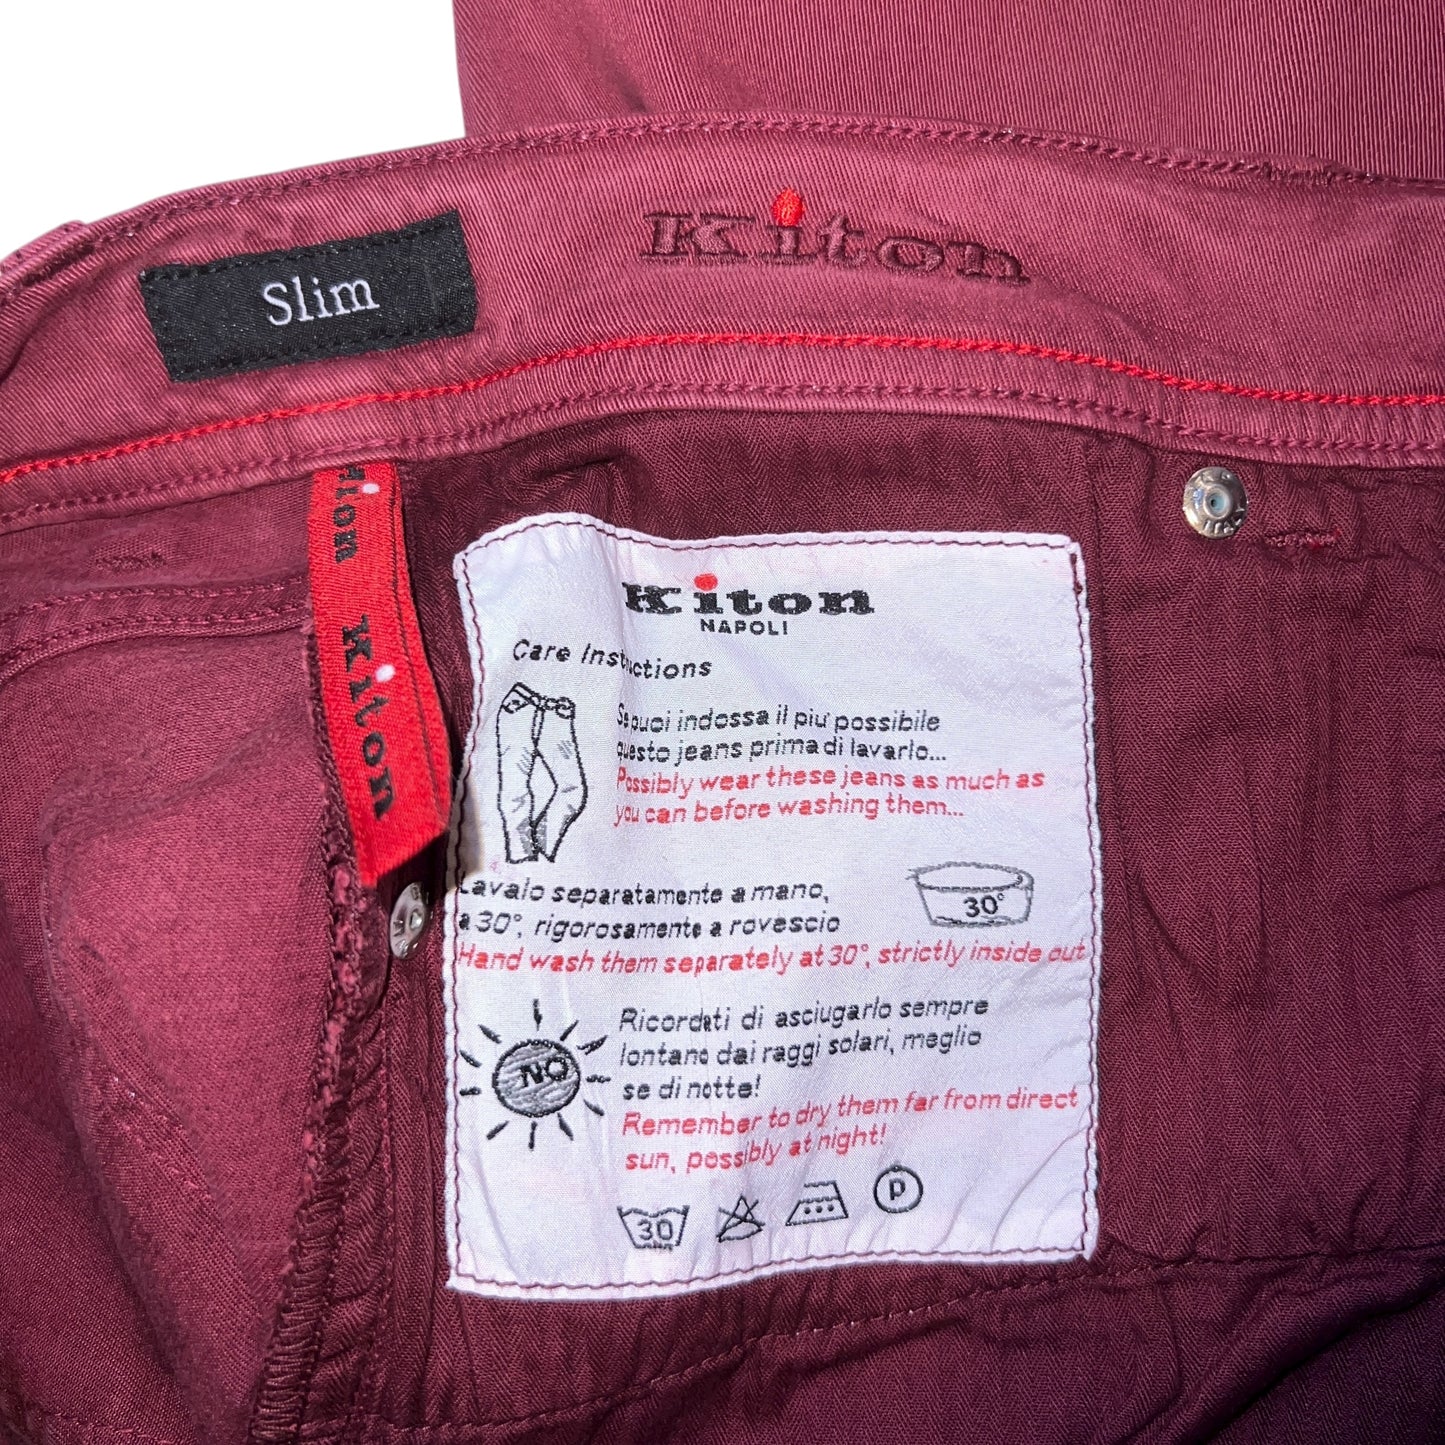 Slim
Kiton
Kiton
Kiton
Kiton
NAPOLI
Care Instructions
Se puoi indossa il piu' possibile
questo jeans prima di lavarlo...
Possibly wear these jeans as much as
you can before washing them...
Lavalo separatamente a mano,
a 30°, rigorosamente a rovescio
30°
Hand wash them separately at 30°, strictly inside out
NO
Ricordati di asciugarlo sempre
lontano dai raggi solari, meglio
se di notte!
Remember to dry them far from direct
sun, possibly at night!
30
P